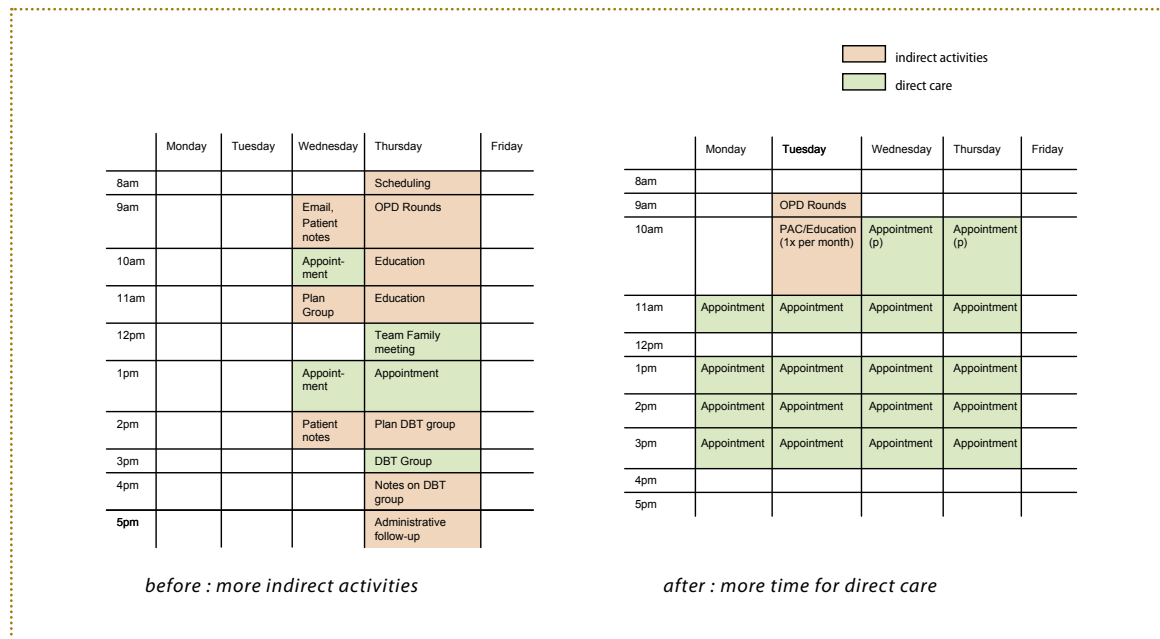 indirect activities
direct care
Monday Tuesday Wednesday Thursday Friday
8am Scheduling
9am Email, OPD Rounds
Patient
notes
10am Appoint- Education
ment
11am Plan Education
Group
12pm Team Family
meeting
1pm Appoint- Appointment
ment
2pm Patient Plan DBT group
notes
3pm DBT Group
4pm Notes on DBT
group
5pm Administrative
follow-up
before : more indirect activities
Monday Tuesday Wednesday Thursday Friday
8am
9am OPD Rounds
10am PAC/Education Appointment Appointment
(1x per month) (p) (p)
11am Appointment Appointment Appointment Appointment
12pm
1pm Appointment Appointment Appointment Appointment
2pm Appointment Appointment Appointment Appointment
3pm Appointment Appointment Appointment Appointment
4pm
5pm
after : more time for direct care